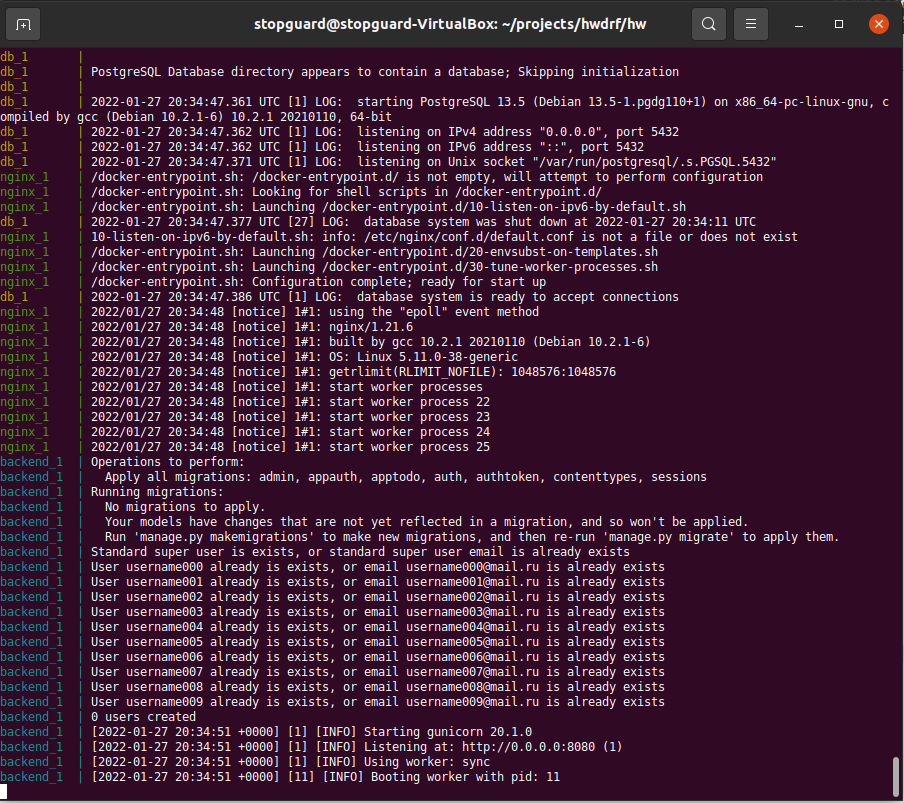 stopguard@stopguard-VirtualBox: ~/projects/hwdrf/hw
db_1       |
db_1       | PostgreSQL Database directory appears to contain a database; Skipping initialization
db_1       |
db_1       | 2022-01-27 20:34:47.361 UTC [1] LOG:  starting PostgreSQL 13.5 (Debian 13.5-1.pgdg110+1) on x86_64-pc-linux-gnu, c
ompiled by gcc (Debian 10.2.1-6) 10.2.1 20210110, 64-bit
db_1       | 2022-01-27 20:34:47.362 UTC [1] LOG:  listening on IPv4 address "0.0.0.0", port 5432
db_1       | 2022-01-27 20:34:47.362 UTC [1] LOG:  listening on IPv6 address "::", port 5432
db_1       | 2022-01-27 20:34:47.371 UTC [1] LOG:  listening on Unix socket "/var/run/postgresql/.s.PGSQL.5432"
nginx_1    | /docker-entrypoint.sh: /docker-entrypoint.d/ is not empty, will attempt to perform configuration
nginx_1    | /docker-entrypoint.sh: Looking for shell scripts in /docker-entrypoint.d/
nginx_1    | /docker-entrypoint.sh: Launching /docker-entrypoint.d/10-listen-on-ipv6-by-default.sh
db_1       | 2022-01-27 20:34:47.377 UTC [27] LOG:  database system was shut down at 2022-01-27 20:34:11 UTC
nginx_1    | 10-listen-on-ipv6-by-default.sh: info: /etc/nginx/conf.d/default.conf is not a file or does not exist
nginx_1    | /docker-entrypoint.sh: Launching /docker-entrypoint.d/20-envsubst-on-templates.sh
nginx_1    | /docker-entrypoint.sh: Launching /docker-entrypoint.d/30-tune-worker-processes.sh
nginx_1    | /docker-entrypoint.sh: Configuration complete; ready for start up
db_1       | 2022-01-27 20:34:47.386 UTC [1] LOG:  database system is ready to accept connections
nginx_1    | 2022/01/27 20:34:48 [notice] 1#1: using the "epoll" event method
nginx_1    | 2022/01/27 20:34:48 [notice] 1#1: nginx/1.21.6
nginx_1    | 2022/01/27 20:34:48 [notice] 1#1: built by gcc 10.2.1 20210110 (Debian 10.2.1-6)
nginx_1    | 2022/01/27 20:34:48 [notice] 1#1: OS: Linux 5.11.0-38-generic
nginx_1    | 2022/01/27 20:34:48 [notice] 1#1: getrlimit(RLIMIT_NOFILE): 1048576:1048576
nginx_1    | 2022/01/27 20:34:48 [notice] 1#1: start worker processes
nginx_1    | 2022/01/27 20:34:48 [notice] 1#1: start worker process 22
nginx_1    | 2022/01/27 20:34:48 [notice] 1#1: start worker process 23
nginx_1    | 2022/01/27 20:34:48 [notice] 1#1: start worker process 24
nginx_1    | 2022/01/27 20:34:48 [notice] 1#1: start worker process 25
backend_1  | Operations to perform:
backend_1  |   Apply all migrations: admin, appauth, apptodo, auth, authtoken, contenttypes, sessions
backend_1  | Running migrations:
backend_1  |   No migrations to apply.
backend_1  |   Your models have changes that are not yet reflected in a migration, and so won't be applied.
backend_1  |   Run 'manage.py makemigrations' to make new migrations, and then re-run 'manage.py migrate' to apply them.
backend_1  | Standard super user is exists, or standard super user email is already exists
backend_1  | User username000 already is exists, or email username000@mail.ru is already exists
backend_1  | User username001 already is exists, or email username001@mail.ru is already exists
backend_1  | User username002 already is exists, or email username002@mail.ru is already exists
backend_1  | User username003 already is exists, or email username003@mail.ru is already exists
backend_1  | User username004 already is exists, or email username004@mail.ru is already exists
backend_1  | User username005 already is exists, or email username005@mail.ru is already exists
backend_1  | User username006 already is exists, or email username006@mail.ru is already exists
backend_1  | User username007 already is exists, or email username007@mail.ru is already exists
backend_1  | User username008 already is exists, or email username008@mail.ru is already exists
backend_1  | User username009 already is exists, or email username009@mail.ru is already exists
backend_1  | 0 users created
backend_1  | [2022-01-27 20:34:51 +0000] [1] [INFO] Starting gunicorn 20.1.0
backend_1  | [2022-01-27 20:34:51 +0000] [1] [INFO] Listening at: http://0.0.0.0:8080 (1)
backend_1  | [2022-01-27 20:34:51 +0000] [1] [INFO] Using worker: sync
backend_1  | [2022-01-27 20:34:51 +0000] [11] [INFO] Booting worker with pid: 11